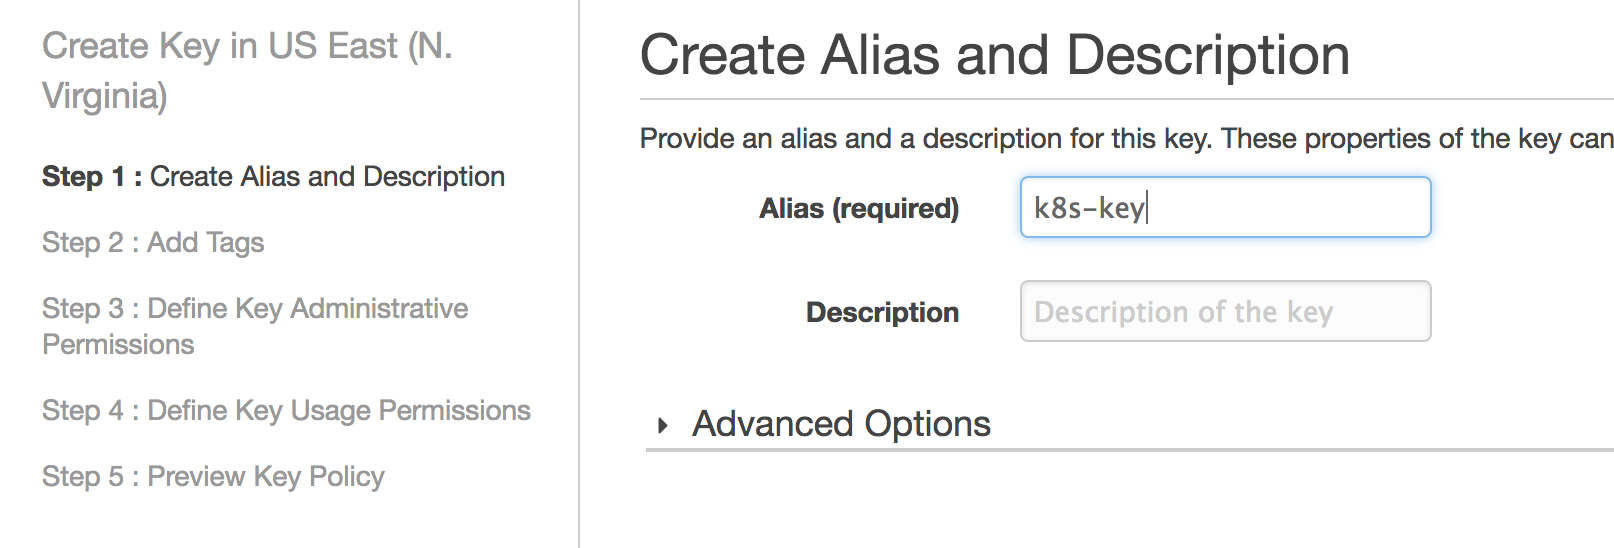 Create Key in US East (N.
Virginia)
Step 1 : Create Alias and Description
Step 2 : Add Tags
Step 3 : Define Key Administrative
Permissions
Step 4 : Define Key Usage Permissions
Step 5 : Preview Key Policy
Create Alias and Description
Provide an alias and a description for this key. These properties of the key can
Alias (required)
k8s-key
Description
Description of the key
Advanced Options